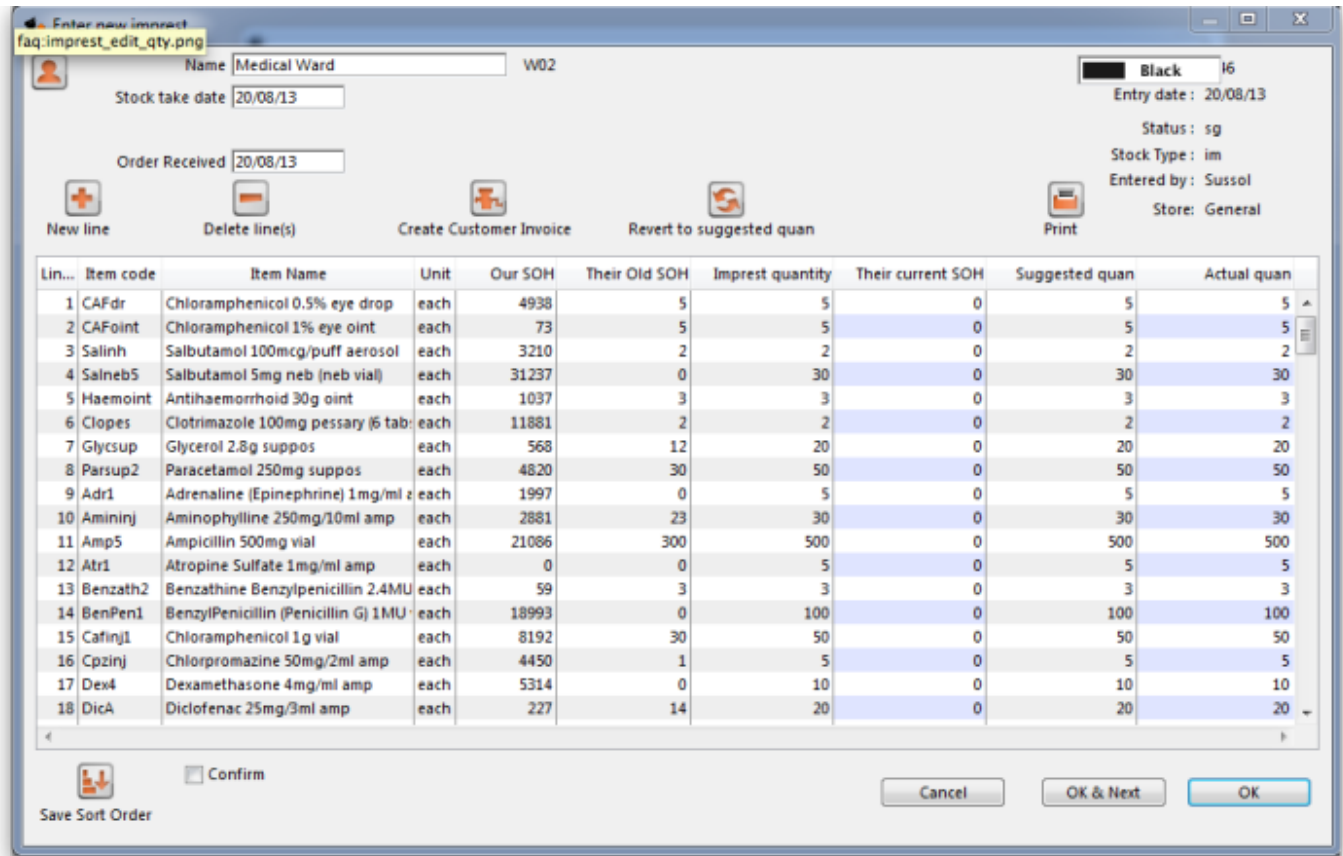 Enter new imprest
faq:imprest_edit_qty.png
Name Medical Ward W02 Black 46
Stock take date 20/08/13 Entry date : 20/08/13
Status : sg
Order Received 20/08/13 Stock Type : im
Entered by : Sussol
Store: General
New line Delete line(s) Create Customer Invoice Revert to suggested quan Print
Lin... Item code Item Name Unit Our SOH Their Old SOH Imprest quantity Their current SOH Suggested quan Actual quan
1 CAFdr Chloramphenicol 0.5% eye drop each 4938 5 5 0 5 5
2 CAFoint Chloramphenicol 1% eye oint each 73 5 5 0 5 5
3 Salinh Salbutamol 100mcg/puff aerosol each 3210 2 2 0 2 2
4 Salneb5 Salbutamol 5mg neb (neb vial) each 31237 0 30 0 30 30
5 Haemoint Antihaemorrhoid 30g oint each 1037 3 3 0 3 3
6 Clopes Clotrimazole 100mg pessary (6 tab: each 11881 2 2 0 2 2
7 Glycsup Glycerol 2.8g suppos each 568 12 20 0 20 20
8 Parsup2 Paracetamol 250mg suppos each 4820 30 50 0 50 50
9 Adr1 Adrenaline (Epinephrine) 1mg/ml each 1997 0 5 0 5 5
10 Amininj Aminophylline 250mg/10ml amp each 2881 23 30 0 30 30
11 Amp5 Ampicillin 500mg vial each 21086 300 500 0 500 500
12 Atr1 Atropine Sulfate 1mg/ml amp each 0 0 5 0 5 5
13 Benzath2 Benzathine Benzylpenicillin 2.4MU each 59 3 3 0 3 3
14 BenPen1 BenzylPenicillin (Penicillin G) 1MU each 18993 0 100 0 100 100
15 Cafinj1 Chloramphenicol 1g vial each 8192 30 50 0 50 50
16 Cpzinj Chlorpromazine 50mg/2ml amp each 4450 1 5 0 5 5
17 Dex4 Dexamethasone 4mg/ml amp each 5314 0 10 0 10 10
18 DicA Diclofenac 25mg/3ml amp each 227 14 20 0 20 20
Confirm
Cancel OK & Next OK
Save Sort Order